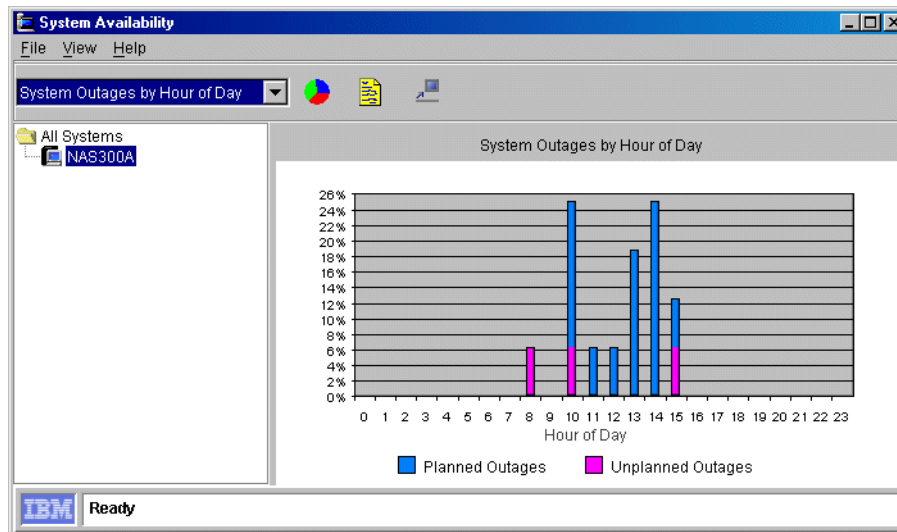 System Availability
File View Help
System Outages by Hour of Day
All Systems
NAS300A
System Outages by Hour of Day
26%
24%
22%
20%
18%
16%
14%
12%
10%
8%
6%
4%
2%
0%
0 1 2 3 4 5 6 7 8 9 10 11 12 13 14 15 16 17 18 19 20 21 22 23
Hour of Day
Planned Outages Unplanned Outages
IBM Ready